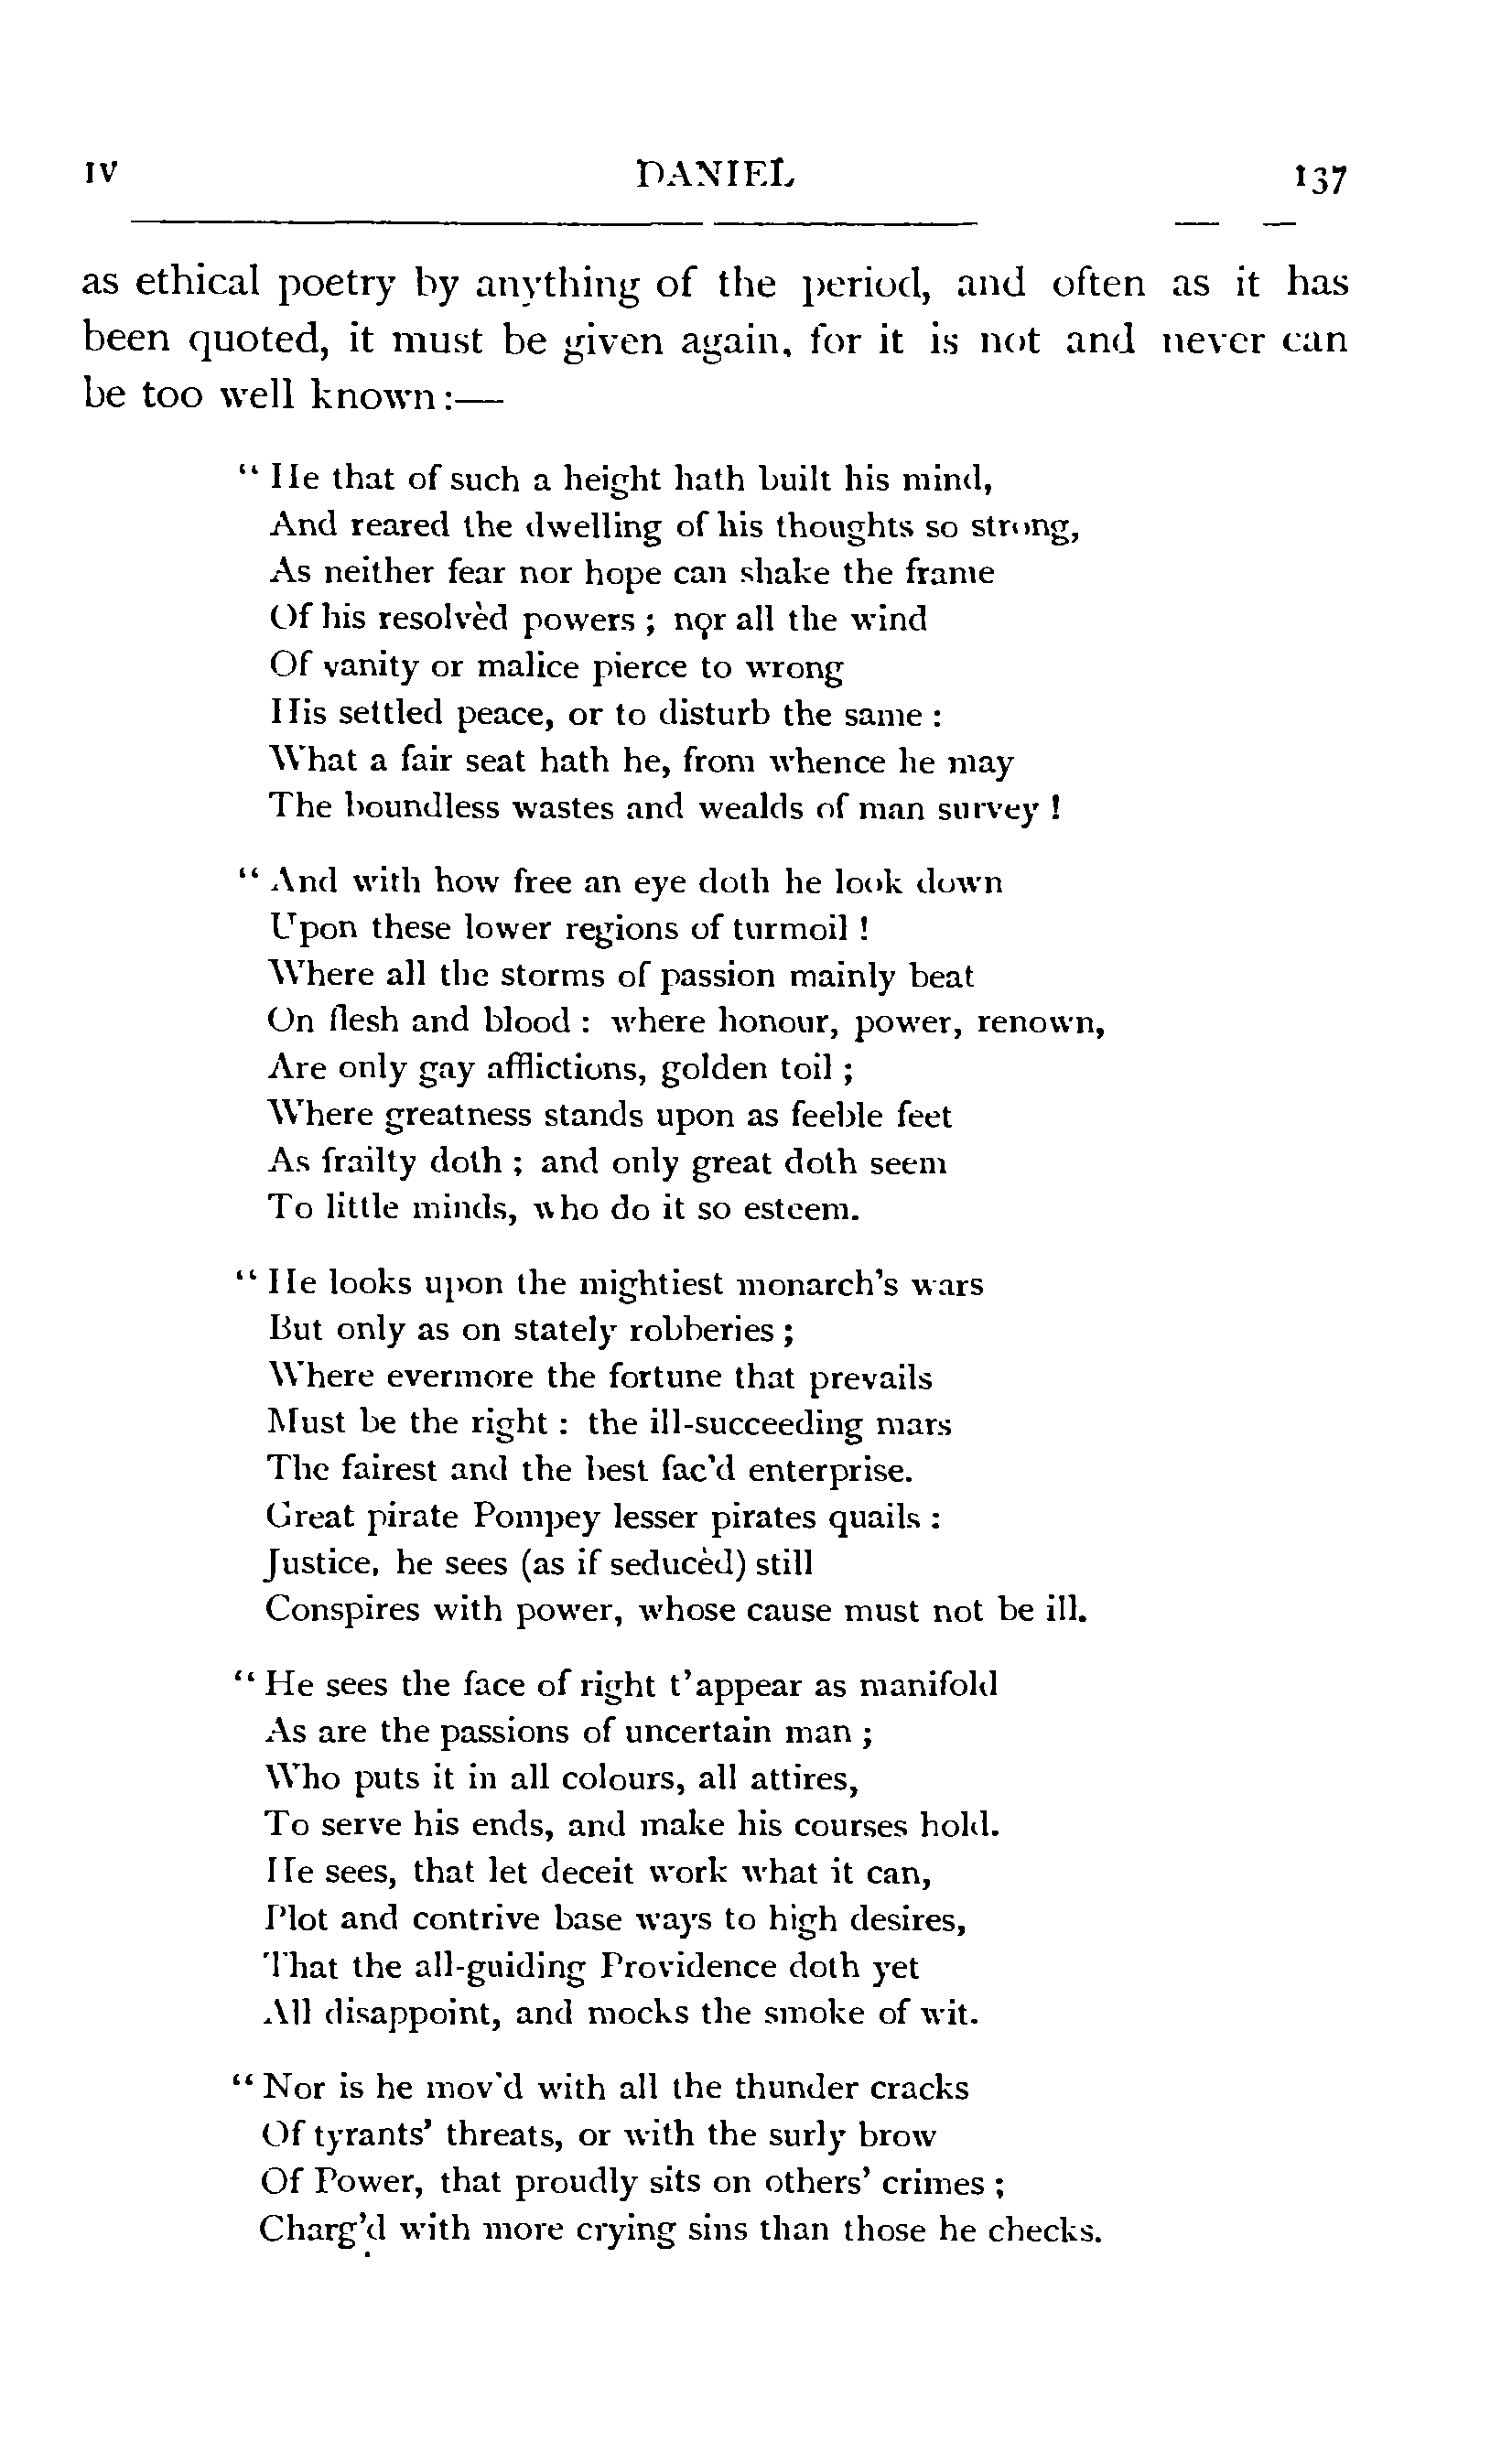 IV DANIEL 137
as ethical poetry by anything of the period, and often as it has
been quoted, it must be given again, for it is not and never can
be too well known:—
“ He that of such a height hath built his mind,
And reared the dwelling of his thoughts so strong,
As neither fear nor hope can shake the frame
Of his resolvèd powers ; nor all the wind
Of vanity or malice pierce to wrong
His settled peace, or to disturb the same :
What a fair seat hath he, from whence he may
The boundless wastes and wealds of man survey !
“ And with how free an eye doth he look down
Upon these lower regions of turmoil !
Where all the storms of passion mainly beat
On flesh and blood : where honour, power, renown,
Are only gay afflictions, golden toil ;
Where greatness stands upon as feeble feet
As frailty doth ; and only great doth seem
To little minds, who do it so esteem.
“ He looks upon the mightiest monarch’s wars
But only as on stately robberies ;
Where evermore the fortune that prevails
Must be the right : the ill-succeeding mars
The fairest and the best fac’d enterprise.
Great pirate Pompey lesser pirates quails :
Justice, he sees (as if seducèd) still
Conspires with power, whose cause must not be ill.
“ He sees the face of right t’appear as manifold
As are the passions of uncertain man ;
Who puts it in all colours, all attires,
To serve his ends, and make his courses hold.
He sees, that let deceit work what it can,
Plot and contrive base ways to high desires,
That the all-guiding Providence doth yet
All disappoint, and mocks the smoke of wit.
“ Nor is he mov’d with all the thunder cracks
Of tyrants’ threats, or with the surly brow
Of Power, that proudly sits on others’ crimes ;
Charg’d with more crying sins than those he checks.